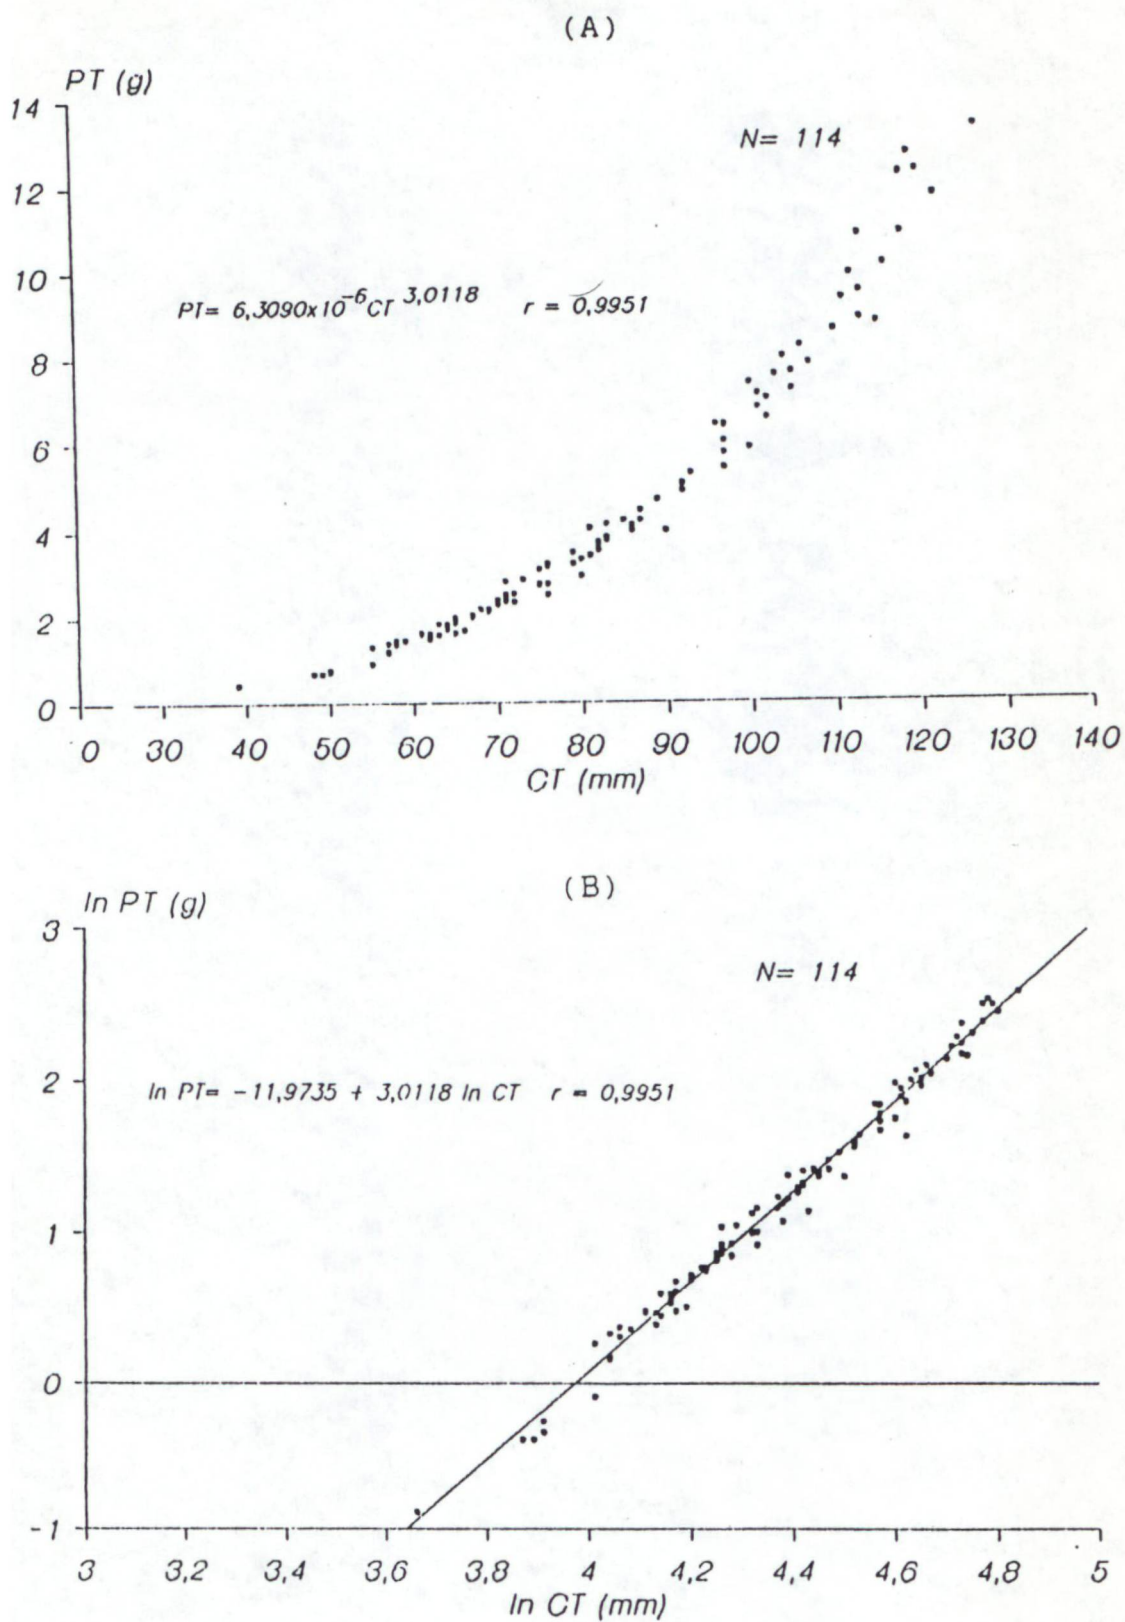 (A)
PT (g)
14
N= 114
12
10
PT= 6,3090x10⁻⁶CT 3,0118 r = 0,9951
8
6
4
2
0
0 30 40 50 60 70 80 90 100 110 120 130 140
CT (mm)
(B)
ln PT (g)
3
N= 114
2
ln PT= -11,9735 + 3,0118 ln CT r = 0,9951
1
0
-1
3 3,2 3,4 3,6 3,8 4 4,2 4,4 4,6 4,8 5
ln CT (mm)